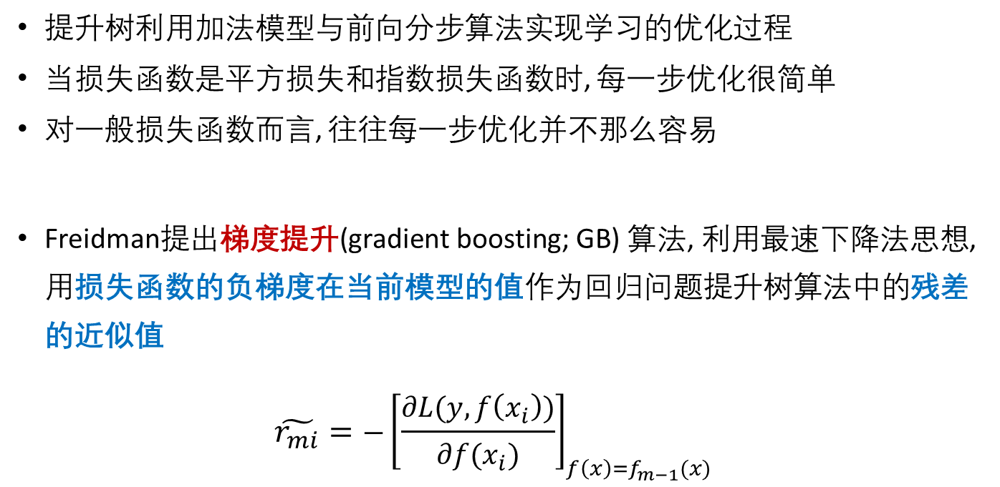 • 提升树利用加法模型与前向分步算法实现学习的优化过程
• 当损失函数是平方损失和指数损失函数时, 每一步优化很简单
• 对一般损失函数而言, 往往每一步优化并不那么容易
• Freidman提出梯度提升(gradient boosting; GB) 算法, 利用最速下降法思想,
用损失函数的负梯度在当前模型的值作为回归问题提升树算法中的残差
的近似值
$\widetilde{r_{mi}} = -\left[\frac{\partial L(y, f(x_i))}{\partial f(x_i)}\right]_{f(x)=f_{m-1}(x)}$